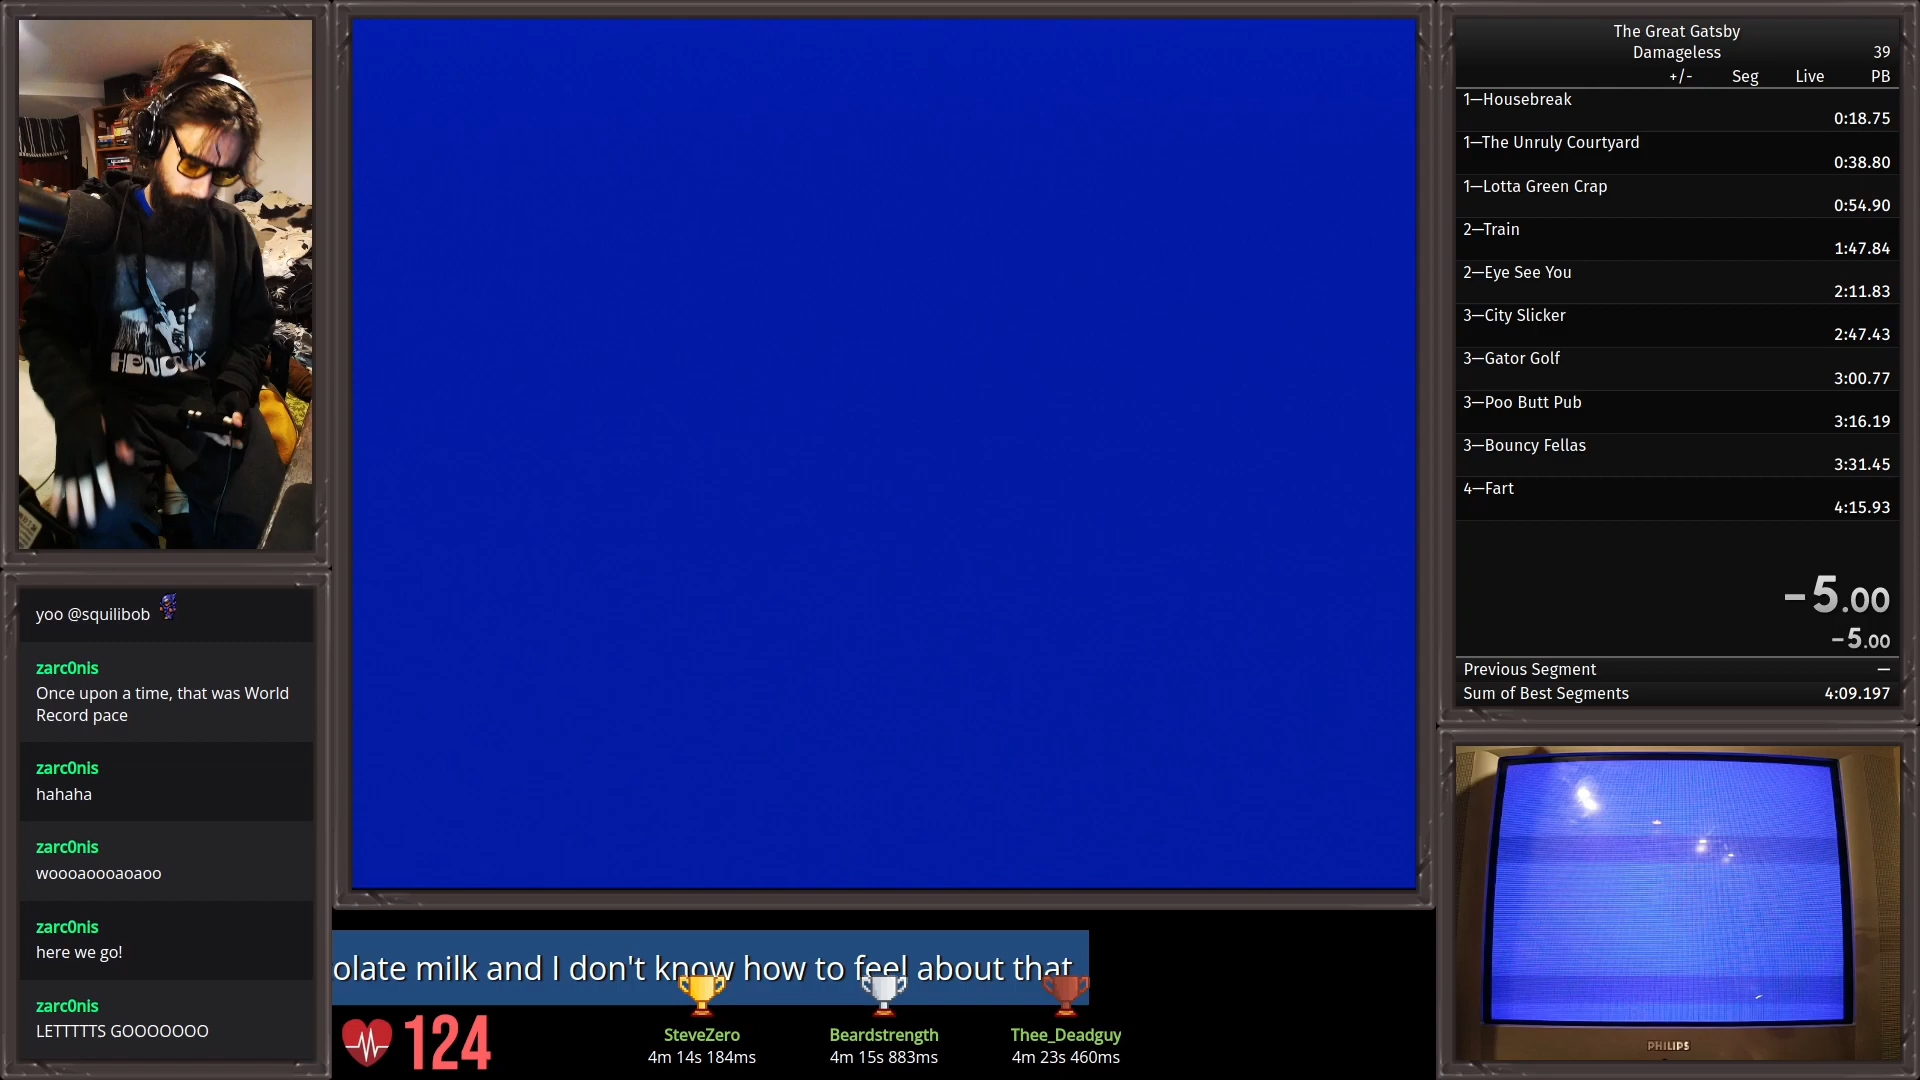 HENDRIX
yoo @squilibob
zarc0nis
Once upon a time, that was World
Record pace
zarc0nis
hahaha
zarc0nis
woooaoooaoaoo
zarc0nis
here we go!
zarc0nis
LETTTTTS GOOOOOOO
olate milk and I don't know how to feel about that
124
SteveZero
4m 14s 184ms
Beardstrength
4m 15s 883ms
Thee_Deadguy
4m 23s 460ms
The Great Gatsby
Damageless 39
+/- Seg Live PB
1—Housebreak
0:18.75
1—The Unruly Courtyard
0:38.80
1—Lotta Green Crap
0:54.90
2—Train
1:47.84
2—Eye See You
2:11.83
3—City Slicker
2:47.43
3—Gator Golf
3:00.77
3—Poo Butt Pub
3:16.19
3—Bouncy Fellas
3:31.45
4—Fart
4:15.93
−5.00
−5.00
Previous Segment —
Sum of Best Segments 4:09.197
PHILIPS